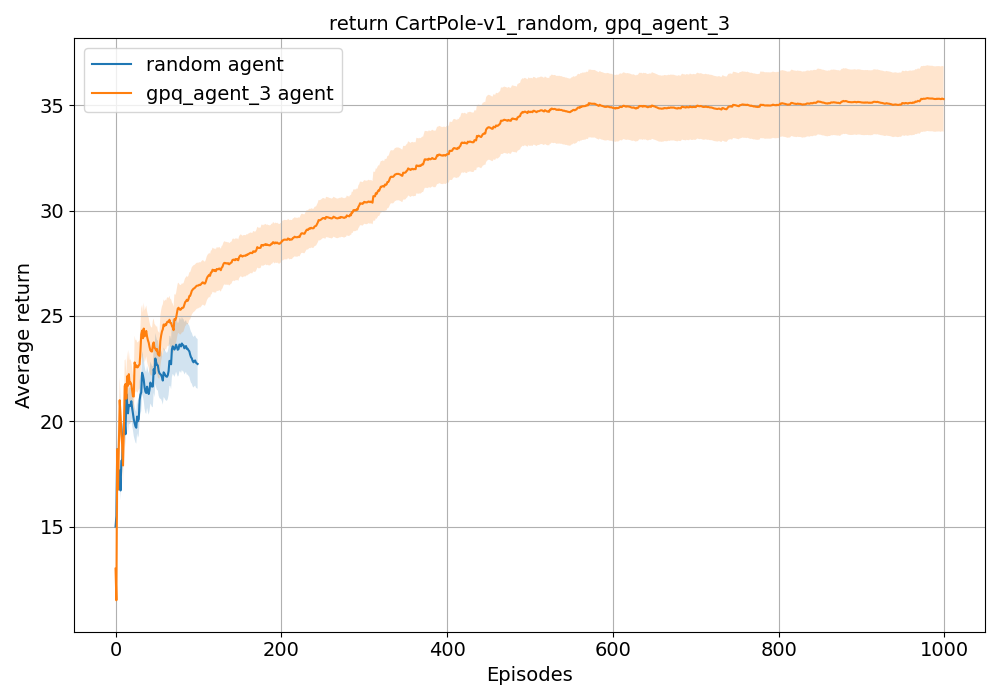 return CartPole-v1_random, gpq_agent_3
random agent
gpq_agent_3 agent
Average return
35
30
25
20
15
0 200 400 600 800 1000
Episodes